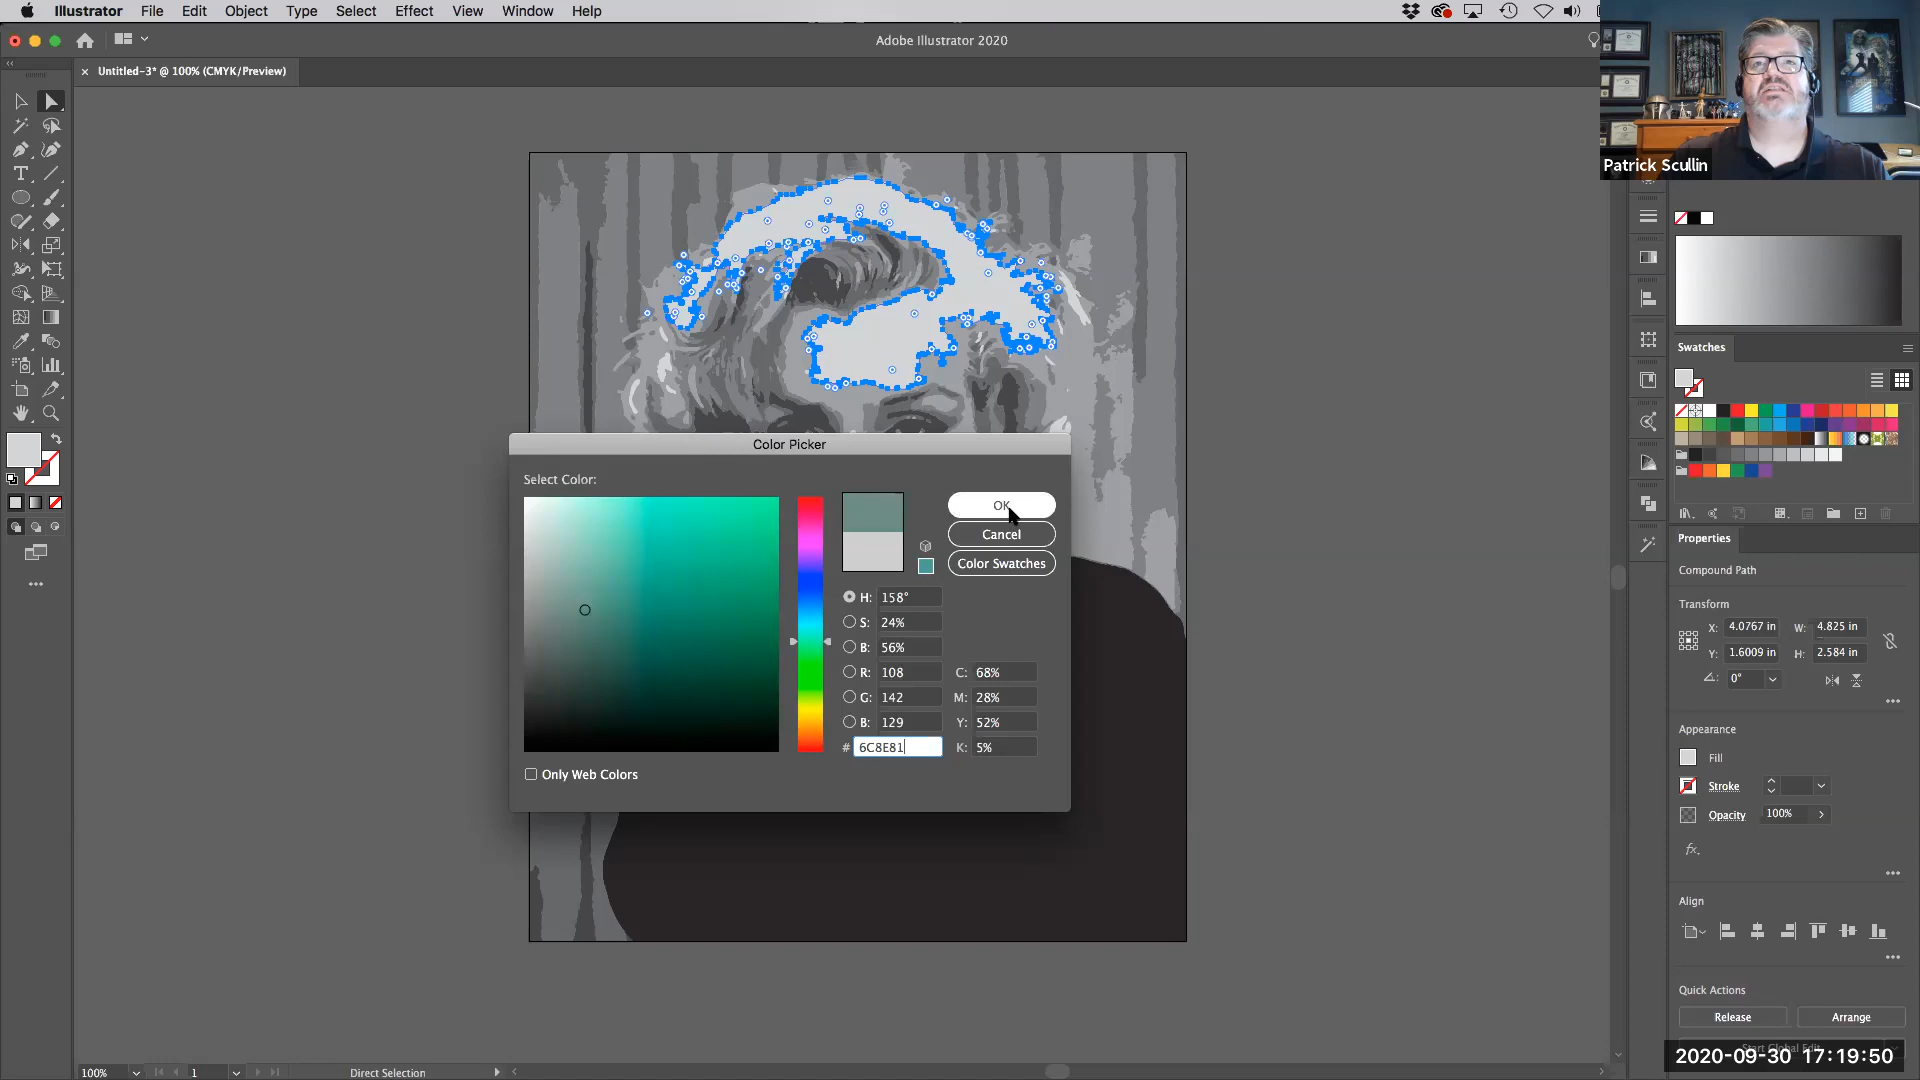 Illustrator File Edit Object Type Select Effect View Window Help
Adobe Illustrator 2020
× Untitled-3* @ 100% (CMYK/Preview)
Patrick Scullin
Swatches
Color Picker
Select Color:
OK
Cancel
Color Swatches
H: 158°
S: 24%
B: 56%
R: 108 C: 68%
G: 142 M: 28%
B: 129 Y: 52%
# 6C8E81 K: 5%
Only Web Colors
Properties
Compound Path
Transform
X: 4.0767 in W: 4.825 in
Y: 1.6009 in H: 2.584 in
0°
Appearance
Fill
Stroke
Opacity 100%
fx.
Align
Quick Actions
Release Arrange
Start Global Edit
2020-09-30 17:19:50
100% 1 Direct Selection